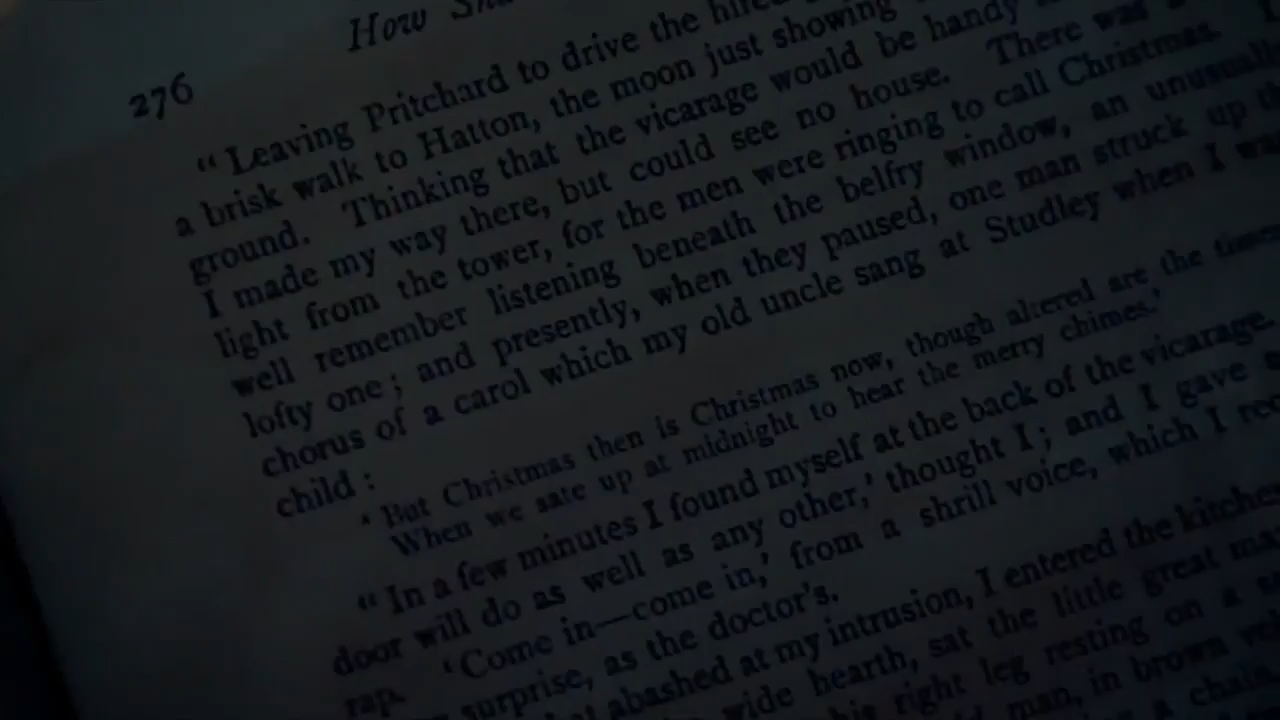 How
276
“Leaving Pritchard to drive the
a brisk walk to Hatton, the moon just showing
ground. Thinking that the vicarage would be handy
I made my way there, but could see no house. There was
light from the tower, for the men were ringing to call Christmas.
well remember listening beneath the belfry window, an unusually
lofty one; and presently, when they paused, one man struck up
chorus of a carol which my old uncle sang at Studley when I
child:
‘But Christmas then is Christmas now, though altered are the times
When we sate up at midnight to hear the merry chimes.’
“In a few minutes I found myself at the back of the vicarage.
door will do as well as any other,’ thought I; and I gave
rap. ‘Come in—come in,’ from a shrill voice, which I
surprise, as the doctor's.
abashed at my intrusion, I entered the
wide hearth, sat the little great
his right leg resting on a
man, in brown
a chain